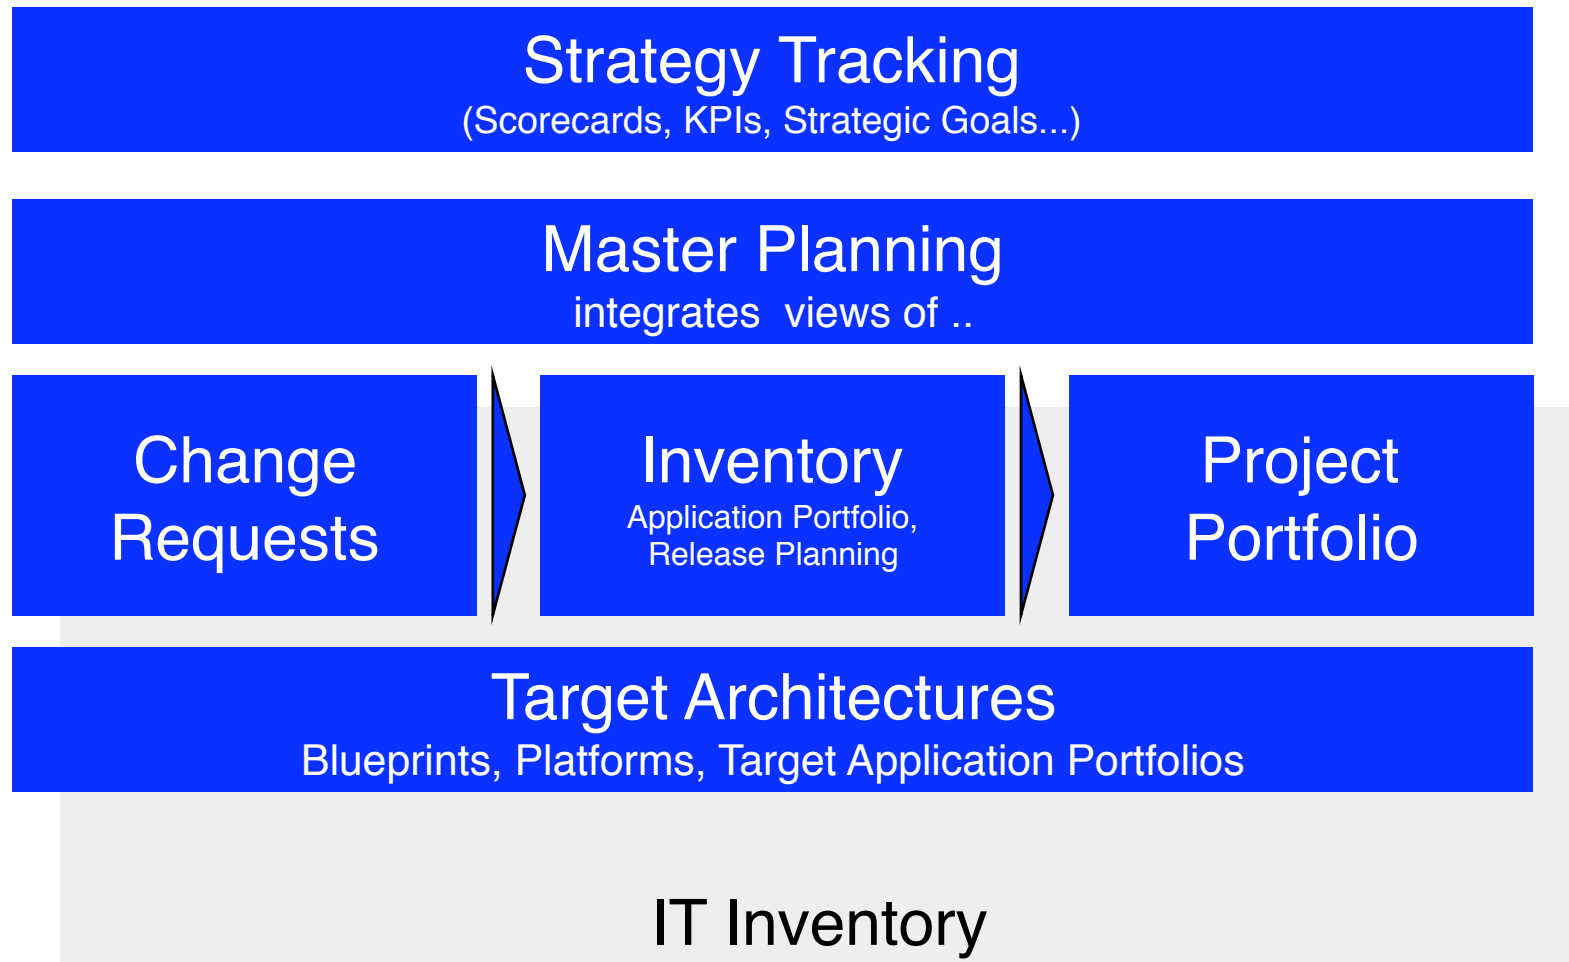 Strategy Tracking
(Scorecards, KPIs, Strategic Goals...)
Master Planning
integrates  views of ..
Change
Requests
Inventory
Application Portfolio,
Release Planning
Project
Portfolio
Target Architectures
Blueprints, Platforms, Target Application Portfolios
IT Inventory